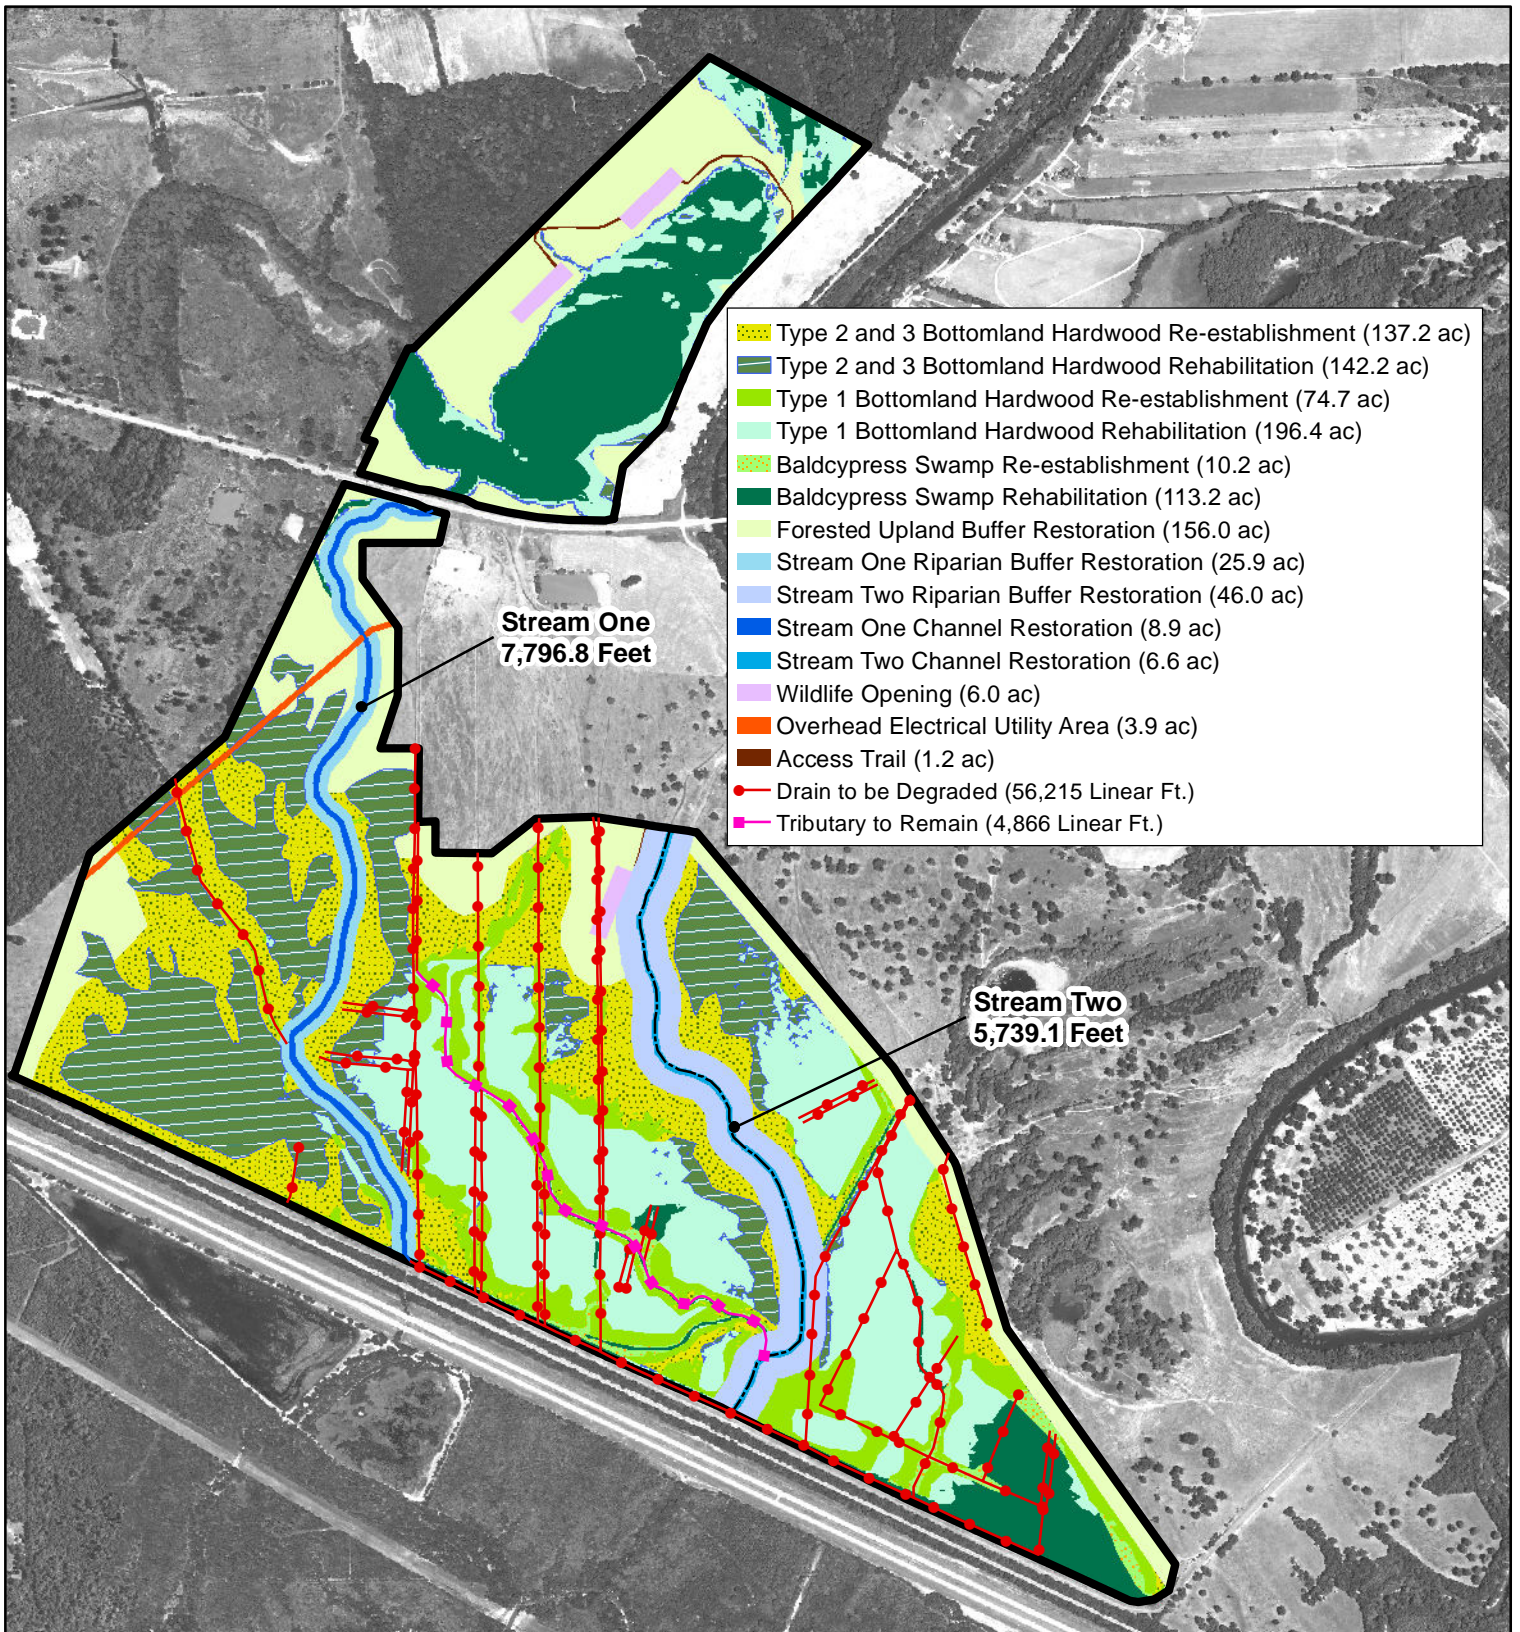 Type 2 and 3 Bottomland Hardwood Re-establishment (137.2 ac)
Type 2 and 3 Bottomland Hardwood Rehabilitation (142.2 ac)
Type 1 Bottomland Hardwood Re-establishment (74.7 ac)
Type 1 Bottomland Hardwood Rehabilitation (196.4 ac)
Baldcypress Swamp Re-establishment (10.2 ac)
Baldcypress Swamp Rehabilitation (113.2 ac)
Forested Upland Buffer Restoration (156.0 ac)
Stream One Riparian Buffer Restoration (25.9 ac)
Stream Two Riparian Buffer Restoration (46.0 ac)
Stream One Channel Restoration (8.9 ac)
Stream Two Channel Restoration (6.6 ac)
Wildlife Opening (6.0 ac)
Overhead Electrical Utility Area (3.9 ac)
Access Trail (1.2 ac)
Drain to be Degraded (56,215 Linear Ft.)
Tributary to Remain (4,866 Linear Ft.)
Stream One
7,796.8 Feet
Stream Two
5,739.1 Feet